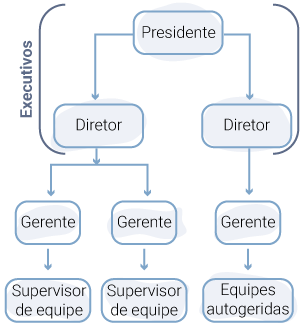 Executivos
Presidente
Diretor
Diretor
Gerente
Gerente
Gerente
Supervisor
de equipe
Supervisor
de equipe
Equipes
autogeridas